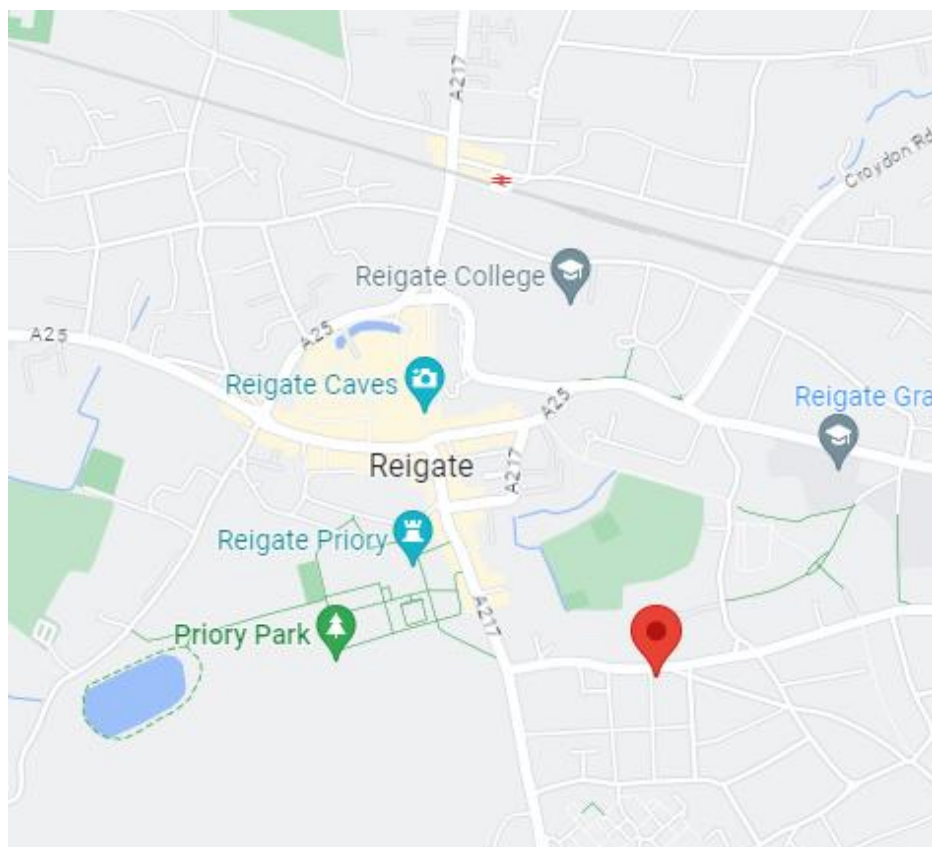 A217
Croydon Rd
Reigate College
A25
A25
Reigate Caves
A25
Reigate Gra
Reigate
A217
Reigate Priory
A217
Priory Park